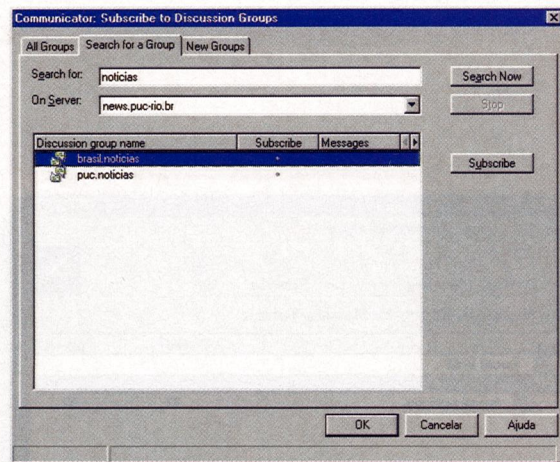 Communicator: Subscribe to Discussion Groups
All Groups Search for a Group New Groups
Search for: noticias Search Now
On Server: news.puc-rio.br Stop
Discussion group name Subscribe Messages
brasil.noticias
puc.noticias
Subscribe
OK Cancelar Ajuda